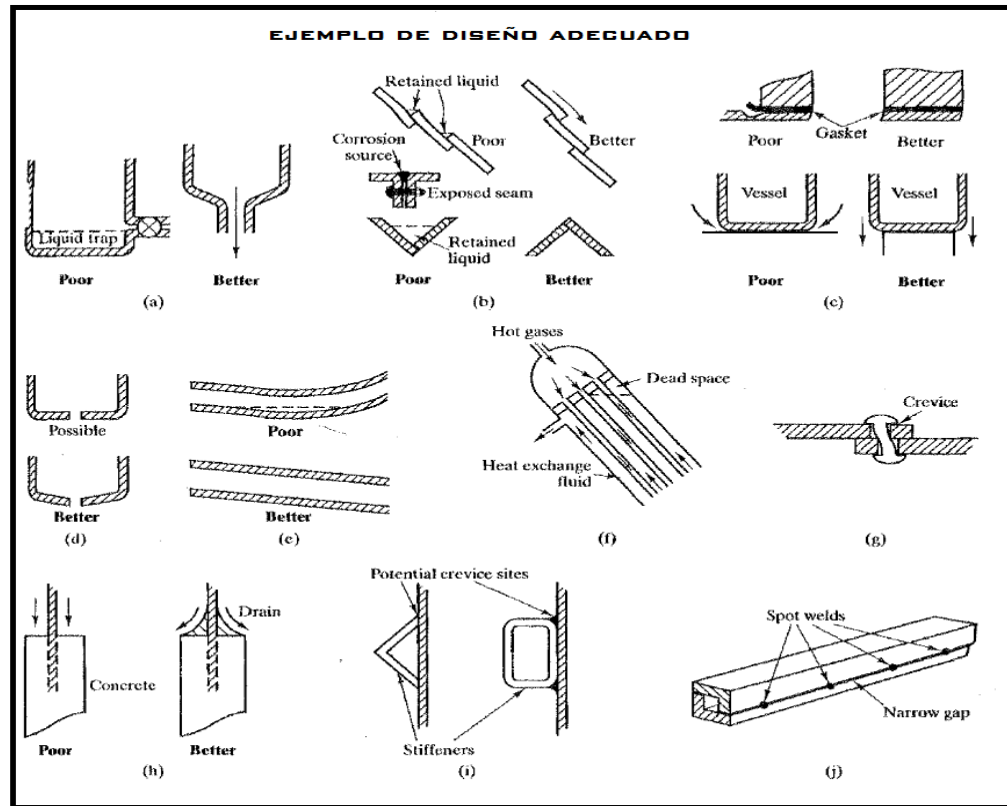 EJEMPLO DE DISEÑO ADECUADO
Liquid trap
Poor
Better
(a)
Retained liquid
Poor
Better
Corrosion
source
Exposed seam
Retained
liquid
Poor
Better
(b)
Gasket
Poor
Better
Vessel
Vessel
Poor
Better
(c)
Possible
Better
(d)
Poor
Better
(e)
Hot gases
Dead space
Heat exchange
fluid
(f)
Crevice
(g)
Drain
Concrete
Poor
Better
(h)
Potential crevice sites
Stiffeners
(i)
Spot welds
Narrow gap
(j)